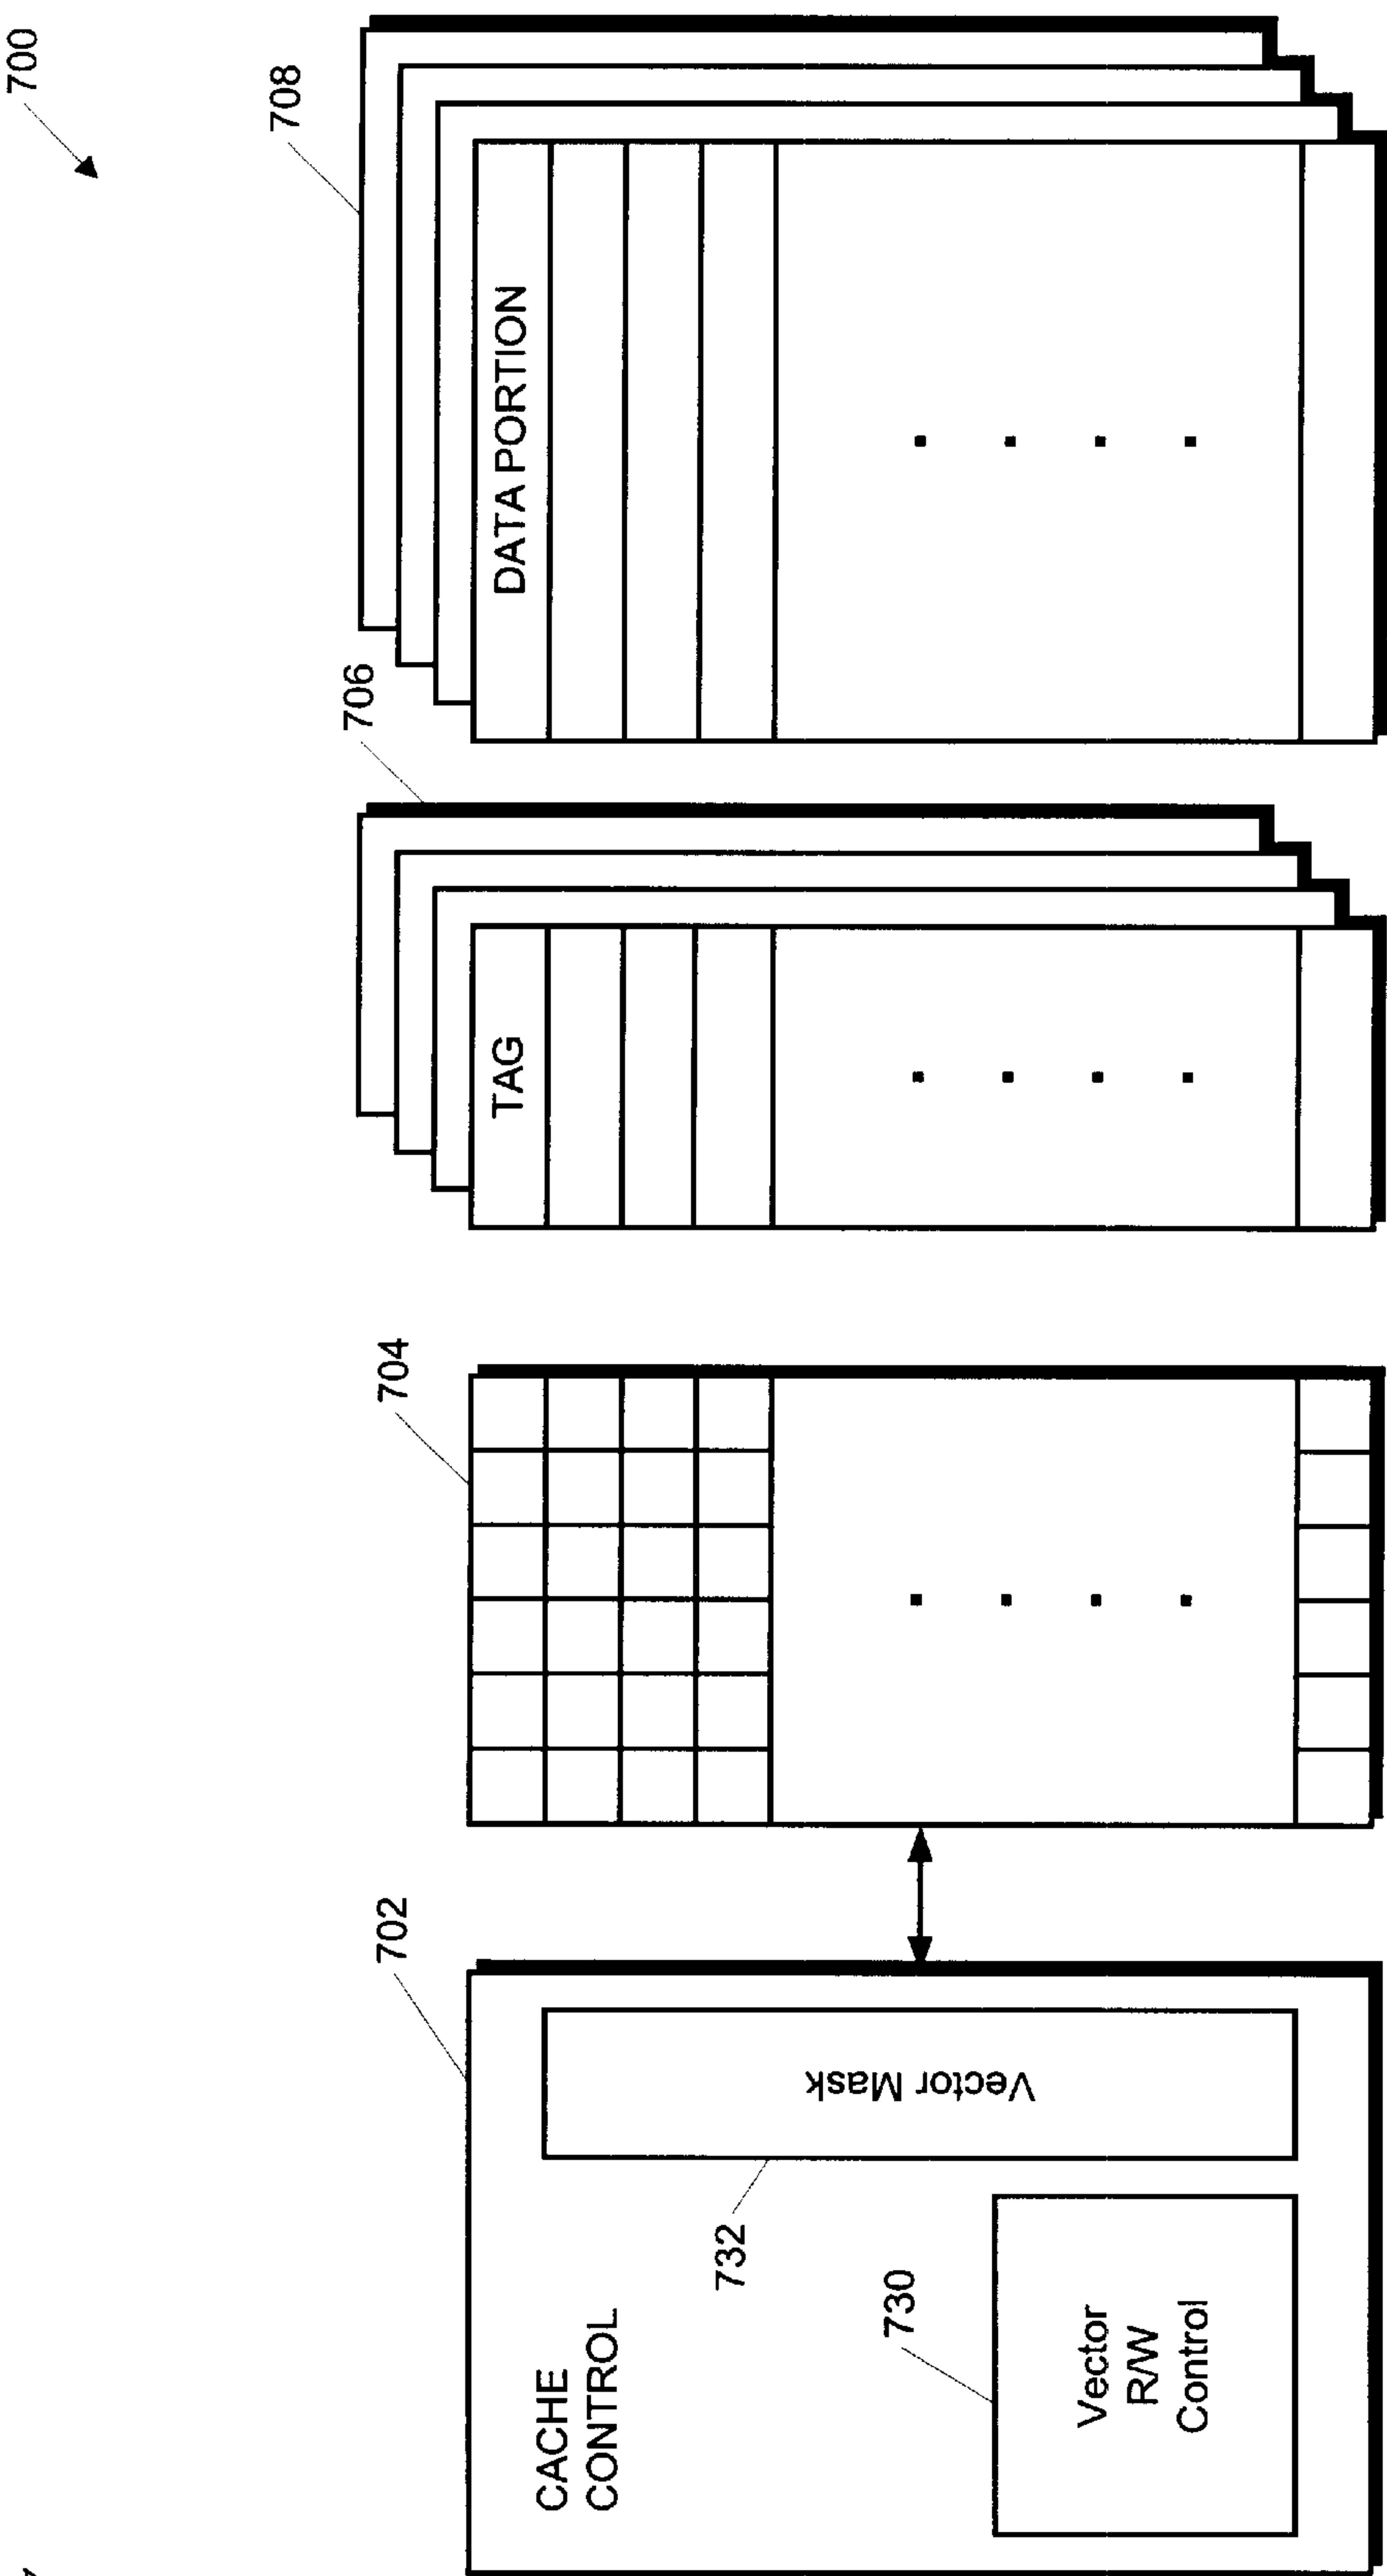 700
702
704
706
708
CACHE
CONTROL
732
Vector Mask
730
Vector
R/W
Control
TAG
DATA PORTION